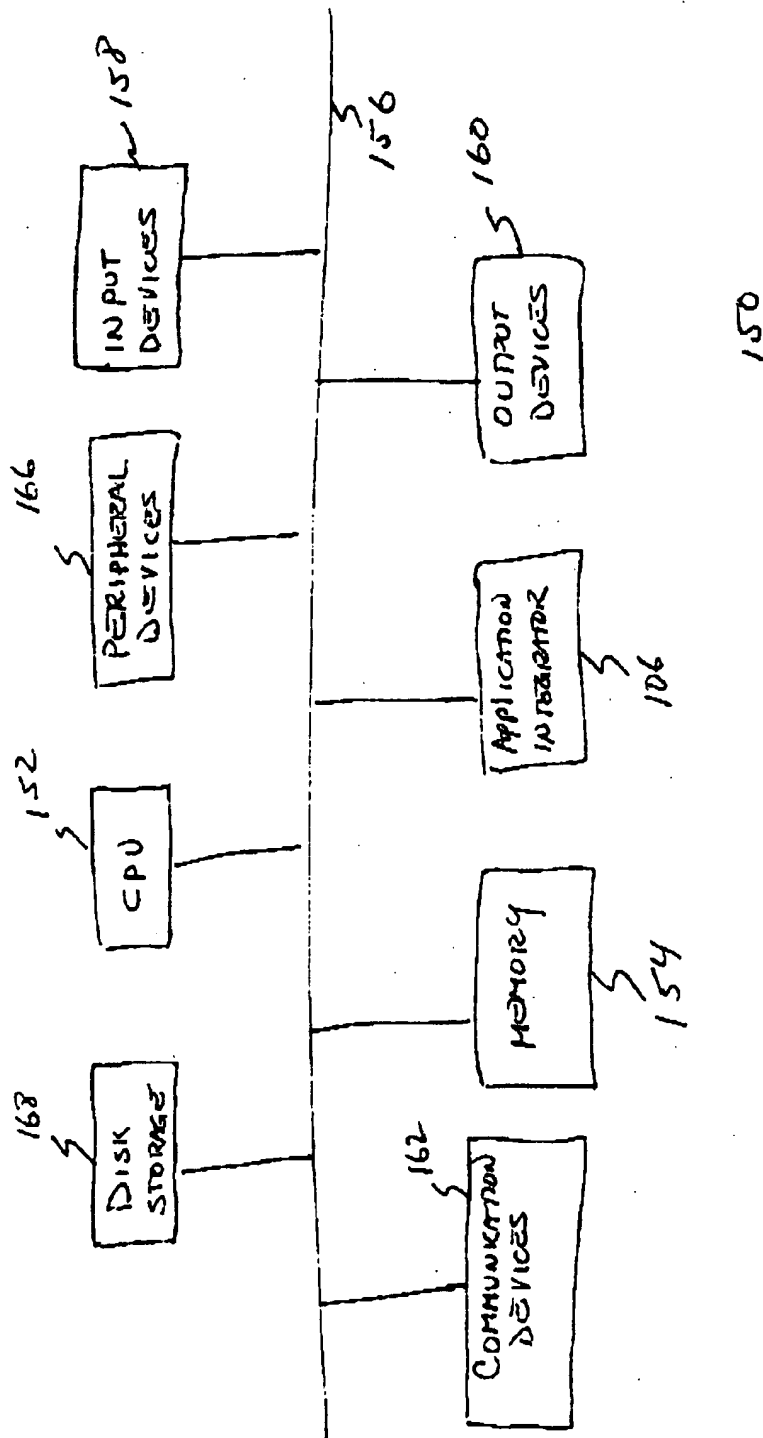 168
DISK
STORAGE
152
CPU
166
PERIPHERAL
DEVICES
INPUT
DEVICES
158
156
162
COMMUNICATION
DEVICES
MEMORY
154
APPLICATION
INTEGRATOR
106
OUTPUT
DEVICES
160
150